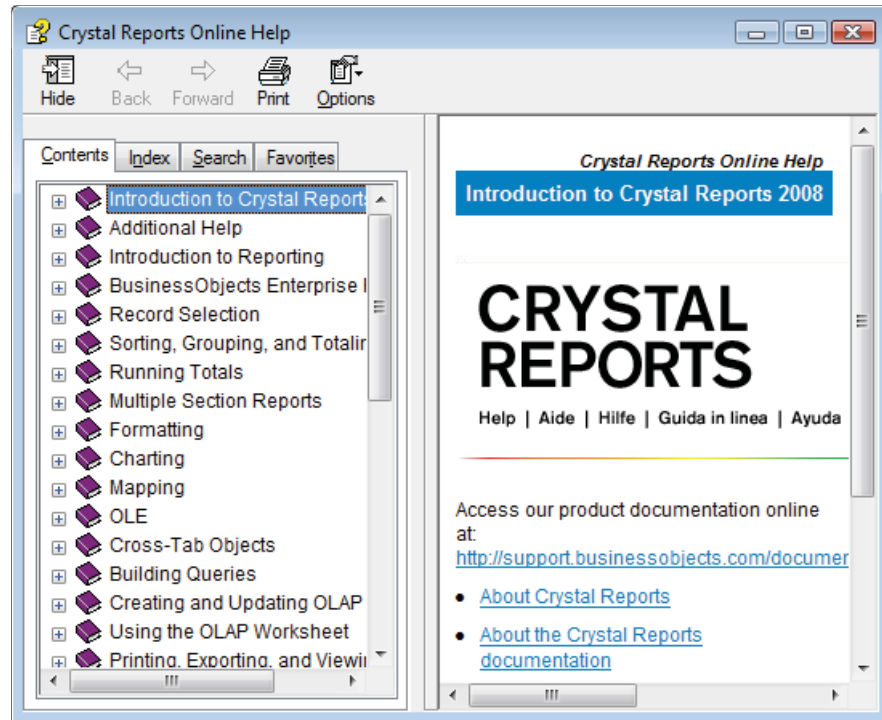 Crystal Reports Online Help
Hide Back Forward Print Options
Contents Index Search Favorites
Introduction to Crystal Reports
Additional Help
Introduction to Reporting
BusinessObjects Enterprise
Record Selection
Sorting, Grouping, and
Running Totals
Multiple Section Reports
Formatting
Charting
Mapping
OLE
Cross-Tab Objects
Building Queries
Creating and Updating OLAP
Using the OLAP Worksheet
Printing, Exporting, and
Crystal Reports Online Help
Introduction to Crystal Reports 2008
CRYSTAL
REPORTS
Help | Aide | Hilfe | Guida in linea | Ayuda
Access our product documentation online
at:
http://support.businessobjects.com/documer
• About Crystal Reports
• About the Crystal Reports
documentation